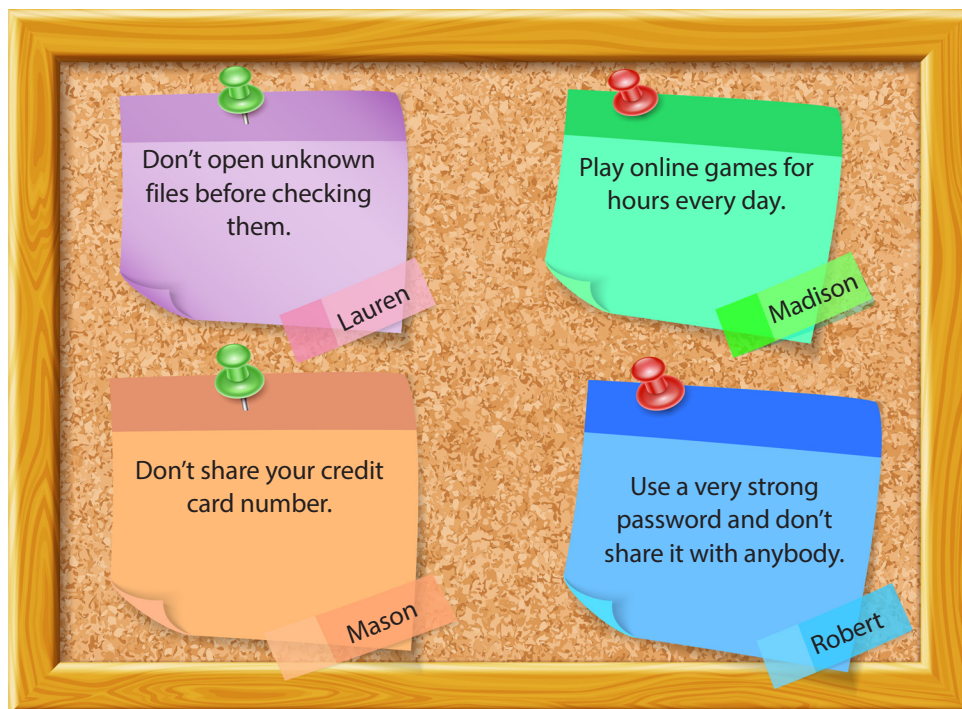 Don’t open unknown
files before checking
them.
Lauren
Play online games for
hours every day.
Madison
Don’t share your credit
card number.
Mason
Use a very strong
password and don’t
share it with anybody.
Robert